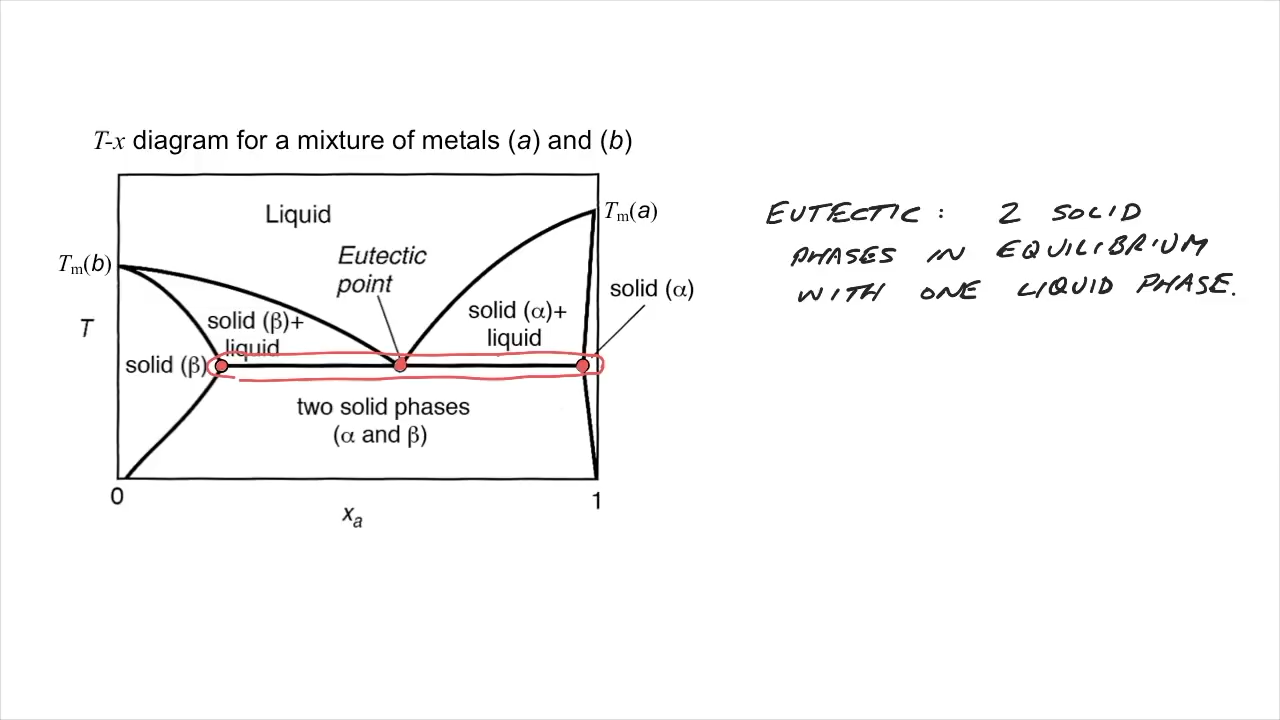 T-x diagram for a mixture of metals (a) and (b)
Liquid
Tm(a)
Eutectic
point
Tm(b)
T
solid (β)+
liquid
solid (α)+
liquid
solid (α)
solid (β)
two solid phases
(α and β)
0
1
xa
EUTECTIC: 2 SOLID
PHASES IN EQUILIBRIUM
WITH ONE LIQUID PHASE.